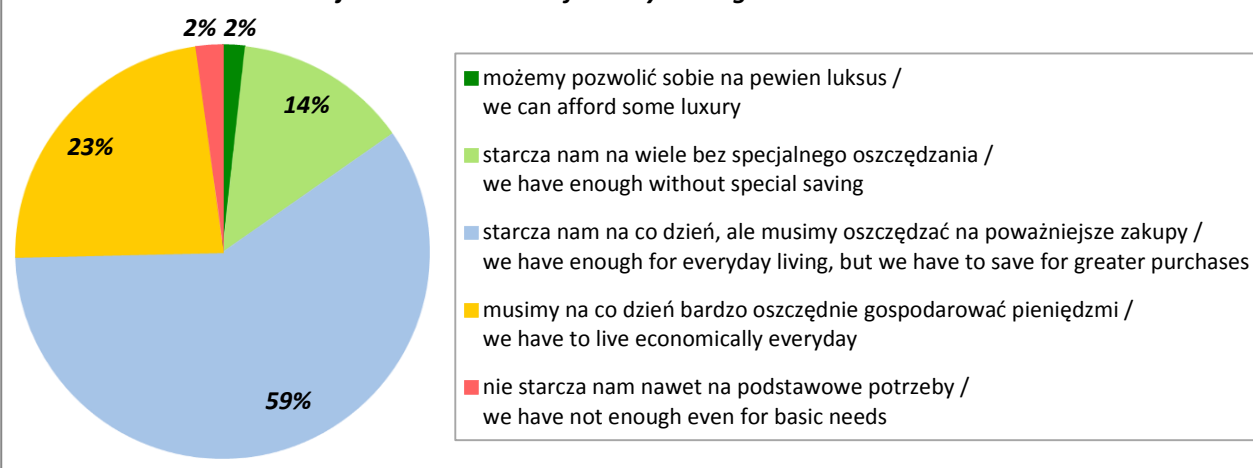 2% 2%
14%
23%
59%
możemy pozwolić sobie na pewien luksus /
we can afford some luxury
starcza nam na wiele bez specjalnego oszczędzania /
we have enough without special saving
starcza nam na co dzień, ale musimy oszczędzać na poważniejsze zakupy /
we have enough for everyday living, but we have to save for greater purchases
musimy na co dzień bardzo oszczędnie gospodarować pieniędzmi /
we have to live economically everyday
nie starcza nam nawet na podstawowe potrzeby /
we have not enough even for basic needs